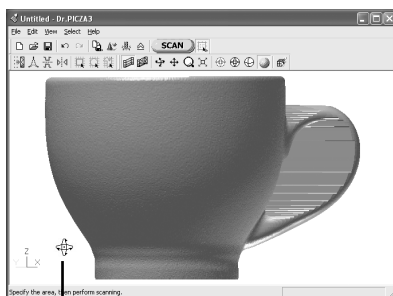 Untitled - Dr.PICZA3
File Edit View Select Help
SCAN
Z
X
Specify the area, then perform scanning.